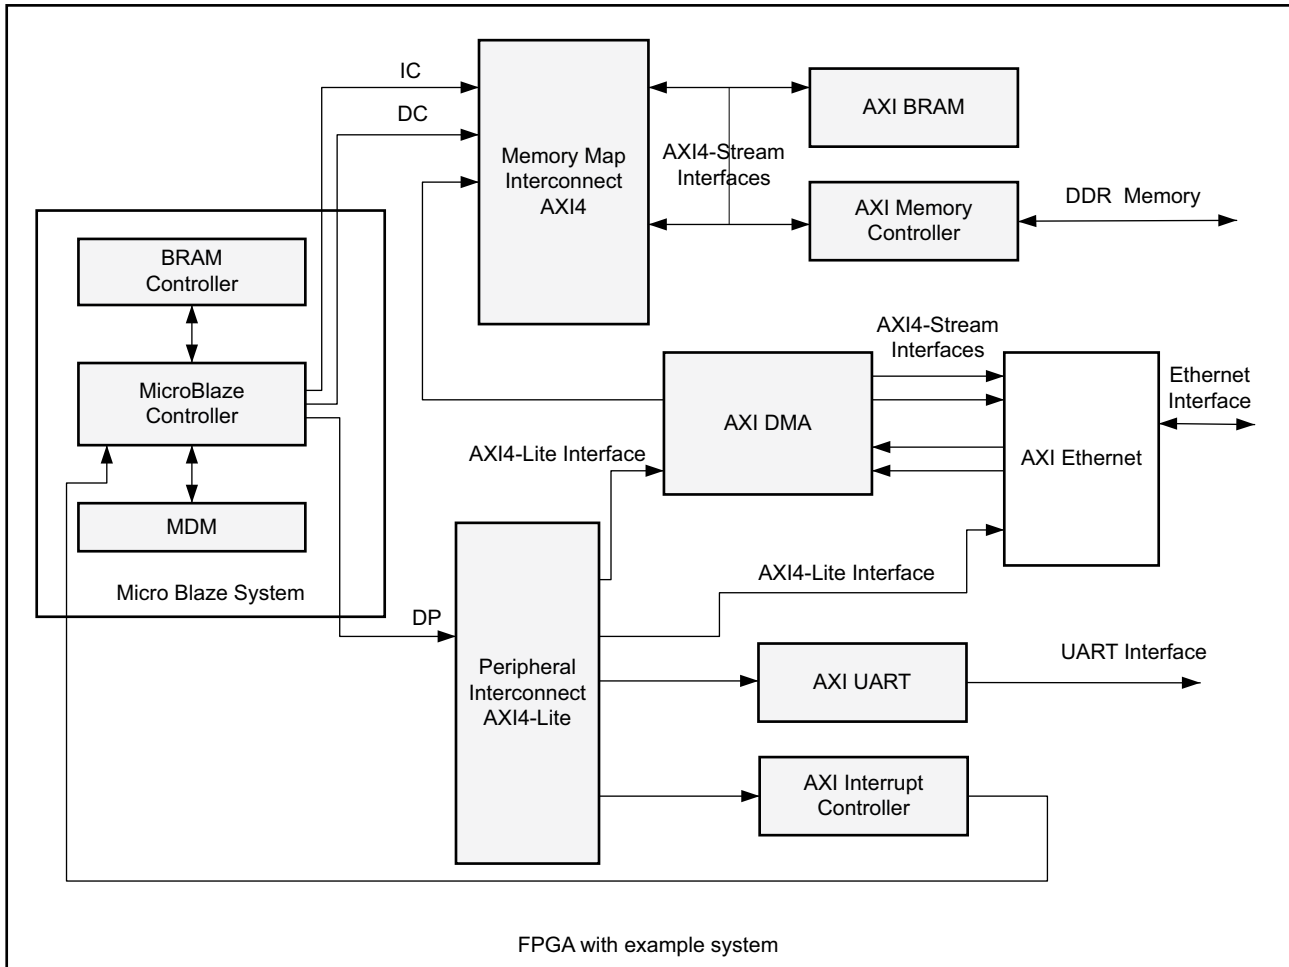 IC
DC
Memory Map
Interconnect
AXI4
AXI4-Stream
Interfaces
AXI BRAM
AXI Memory
Controller
DDR  Memory
BRAM
Controller
MicroBlaze
Controller
MDM
Micro Blaze System
AXI4-Stream
Interfaces
AXI DMA
AXI Ethernet
Ethernet
Interface
AXI4-Lite Interface
AXI4-Lite Interface
DP
Peripheral
Interconnect
AXI4-Lite
AXI UART
UART Interface
AXI Interrupt
Controller
FPGA with example system